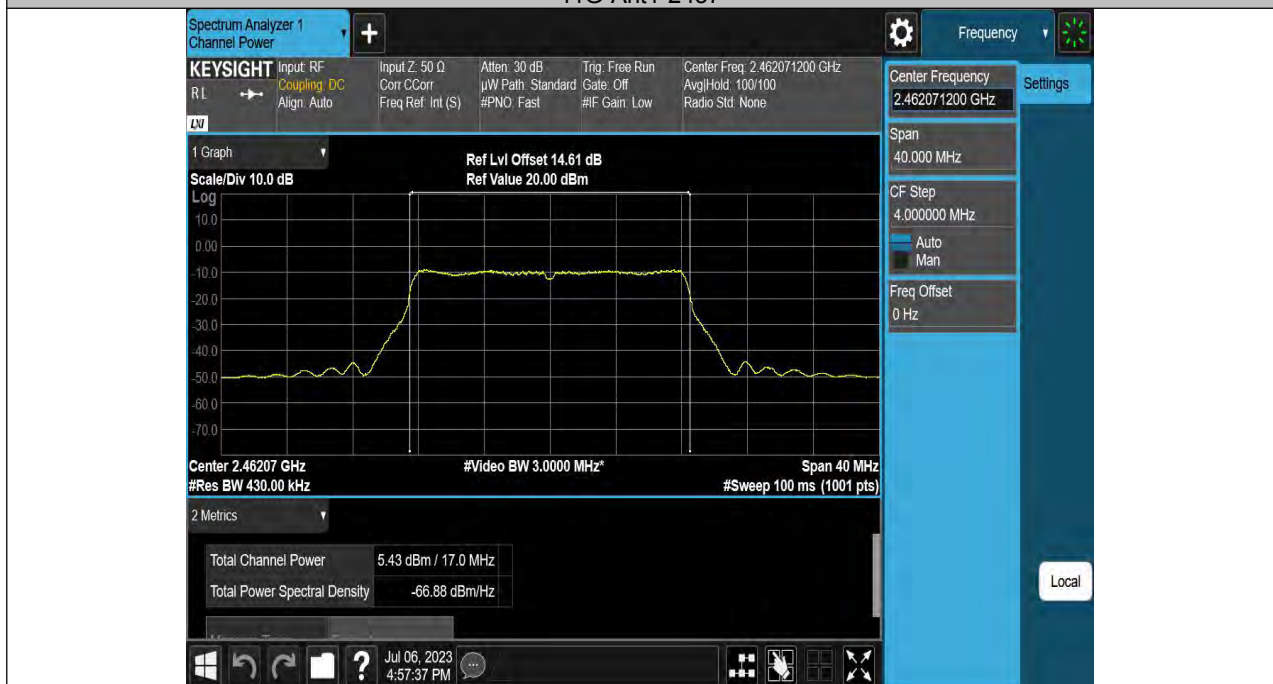 Spectrum Analyzer 1
Channel Power
+
Frequency
KEYSIGHT
RL
LXI
Input: RF
Coupling: DC
Align: Auto
Input Z: 50 Ω
Corr CCorr
Freq Ref: Int (S)
Atten: 30 dB
µW Path: Standard
#PNO: Fast
Trig: Free Run
Gate: Off
#IF Gain: Low
Center Freq: 2.462071200 GHz
Avg|Hold: 100/100
Radio Std: None
Center Frequency
2.462071200 GHz
Settings
Span
40.000 MHz
CF Step
4.000000 MHz
Auto
Man
Freq Offset
0 Hz
Local
1 Graph
Scale/Div 10.0 dB
Ref Lvl Offset 14.61 dB
Ref Value 20.00 dBm
Log
10.0
0.00
-10.0
-20.0
-30.0
-40.0
-50.0
-60.0
-70.0
Center 2.46207 GHz
#Video BW 3.0000 MHz*
Span 40 MHz
#Res BW 430.00 kHz
#Sweep 100 ms (1001 pts)
2 Metrics
Total Channel Power 5.43 dBm / 17.0 MHz
Total Power Spectral Density -66.88 dBm/Hz
?
Jul 06, 2023
4:57:37 PM